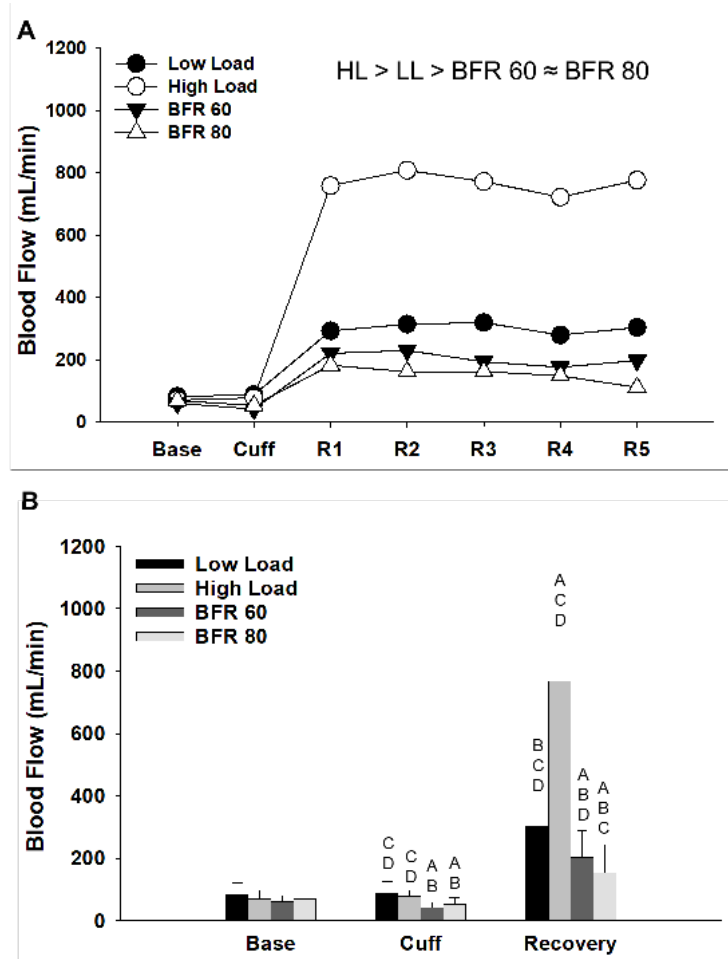 A
1200
1000
800
600
400
200
0
Blood Flow (mL/min)
Low Load
High Load
BFR 60
BFR 80
HL > LL > BFR 60 ≈ BFR 80
Base Cuff R1 R2 R3 R4 R5
B
1200
1000
800
600
400
200
0
Blood Flow (mL/min)
Low Load
High Load
BFR 60
BFR 80
C
D
C
D
A
B
A
B
B
C
D
A
C
D
A
B
D
A
B
C
Base Cuff Recovery